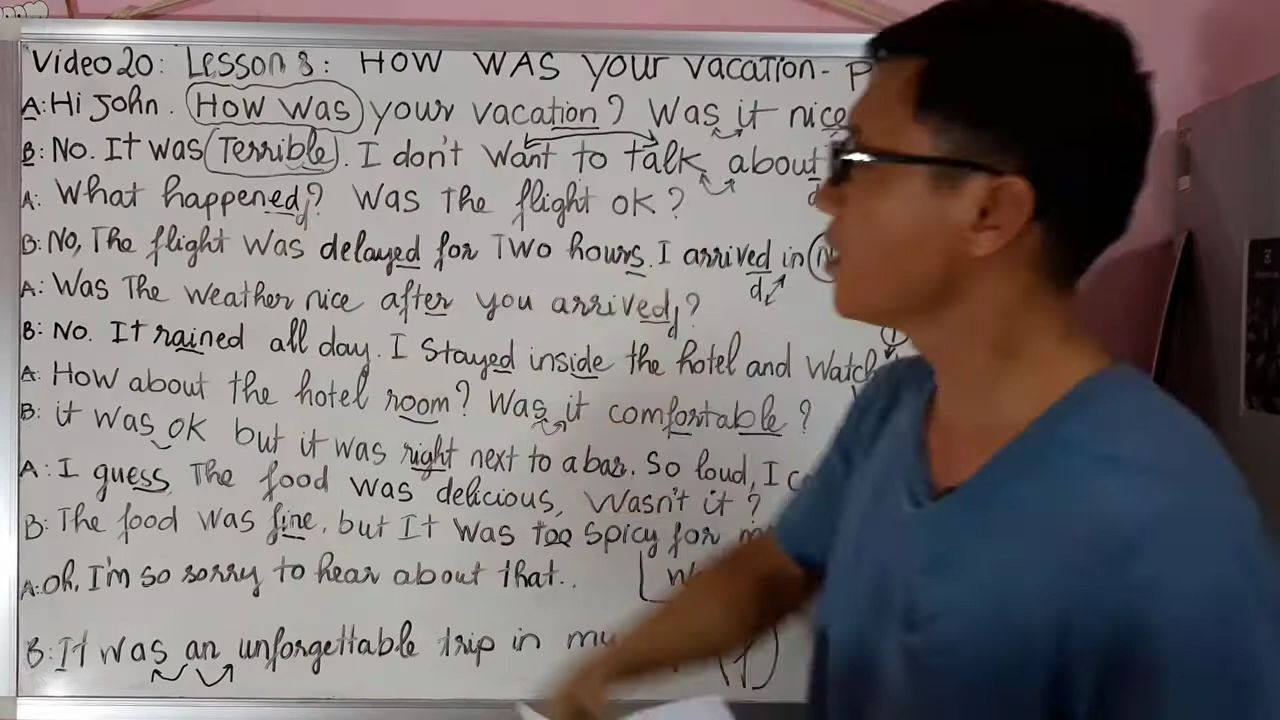 Video 20: Lesson 8: HOW WAS your vacation - P
A: Hi John. How was your vacation? Was it nice
B: No. It was Terrible. I don't want to talk about
d
A: What happened? Was the flight ok?
d
B: No, The flight was delayed for Two hours. I arrived in
d
A: Was The weather nice after you arrived?
d
B: No. It rained all day. I stayed inside the hotel and watch
A: How about the hotel room? Was it comfortable?
B: it was ok but it was right next to a bar. So loud, I
A: I guess The food was delicious, wasn't it?
B: The food was fine, but It was too spicy for
A: Oh, I'm so sorry to hear about that..
B: It was an unforgettable trip in my